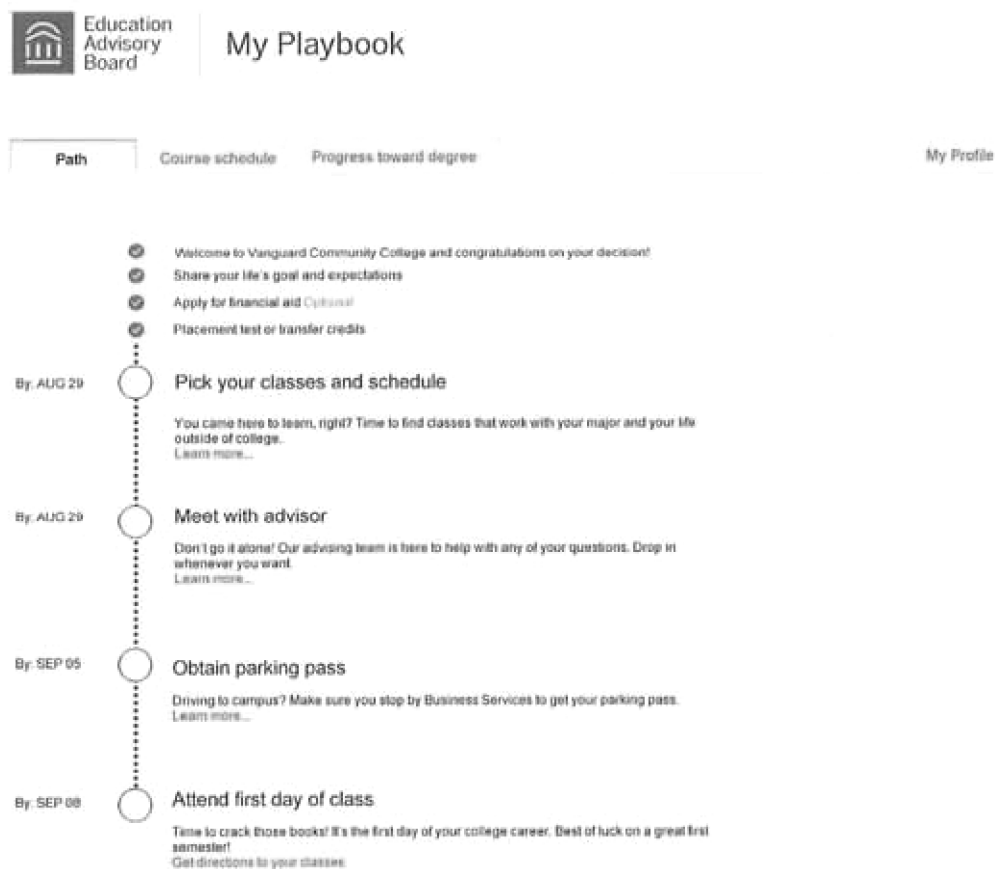 Education
Advisory
Board
My Playbook
Path
Course schedule
Progress toward degree
My Profile
Welcome to Vanguard Community College and congratulations on your decision!
Share your life's goal and expectations
Apply for financial aid Optional
Placement test or transfer credits
By: AUG 29
Pick your classes and schedule
You came here to learn, right? Time to find classes that work with your major and your life
outside of college.
Learn more...
By: AUG 29
Meet with advisor
Don't go it alone! Our advising team is here to help with any of your questions. Drop in
whenever you want.
Learn more...
By: SEP 05
Obtain parking pass
Driving to campus? Make sure you stop by Business Services to get your parking pass.
Learn more...
By: SEP 08
Attend first day of class
Time to crack those books! It's the first day of your college career. Best of luck on a great first
semester!
Get directions to your classes